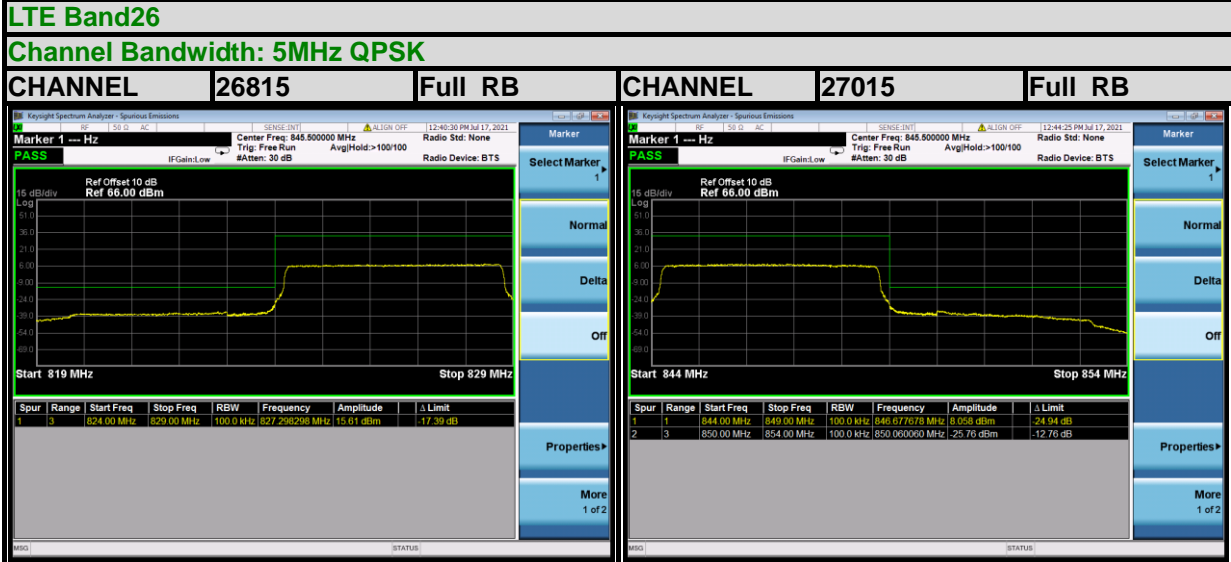 LTE Band26
Channel Bandwidth: 5MHz QPSK
CHANNEL 26815 Full RB CHANNEL 27015 Full RB
Keysight Spectrum Analyzer - Spurious Emissions
RF 50 Ω AC SENSE:INT ALIGN OFF 12:40:30 PM Jul 17, 2021
Marker 1 --- Hz
Center Freq: 845.500000 MHz
Radio Std: None
Trig: Free Run Avg|Hold:>100/100
PASS
IFGain:Low
#Atten: 30 dB
Radio Device: BTS
Ref Offset 10 dB
15 dB/div Ref 66.00 dBm
Log
51.0
36.0
21.0
6.00
-9.00
-24.0
-39.0
-54.0
-69.0
Start 819 MHz Stop 829 MHz
Spur Range Start Freq Stop Freq RBW Frequency Amplitude Δ Limit
1 3 824.00 MHz 829.00 MHz 100.0 kHz 827.298298 MHz 15.61 dBm -17.39 dB
MSG STATUS
Marker
Select Marker
1
Normal
Delta
Off
Properties
More
1 of 2
Keysight Spectrum Analyzer - Spurious Emissions
RF 50 Ω AC SENSE:INT ALIGN OFF 12:44:25 PM Jul 17, 2021
Marker 1 --- Hz
Center Freq: 845.500000 MHz
Radio Std: None
Trig: Free Run Avg|Hold:>100/100
PASS
IFGain:Low
#Atten: 30 dB
Radio Device: BTS
Ref Offset 10 dB
15 dB/div Ref 66.00 dBm
Log
51.0
36.0
21.0
6.00
-9.00
-24.0
-39.0
-54.0
-69.0
Start 844 MHz Stop 854 MHz
Spur Range Start Freq Stop Freq RBW Frequency Amplitude Δ Limit
1 1 844.00 MHz 849.00 MHz 100.0 kHz 846.677678 MHz 8.058 dBm -24.94 dB
2 3 850.00 MHz 854.00 MHz 100.0 kHz 850.060060 MHz -25.76 dBm -12.76 dB
MSG STATUS
Marker
Select Marker
1
Normal
Delta
Off
Properties
More
1 of 2